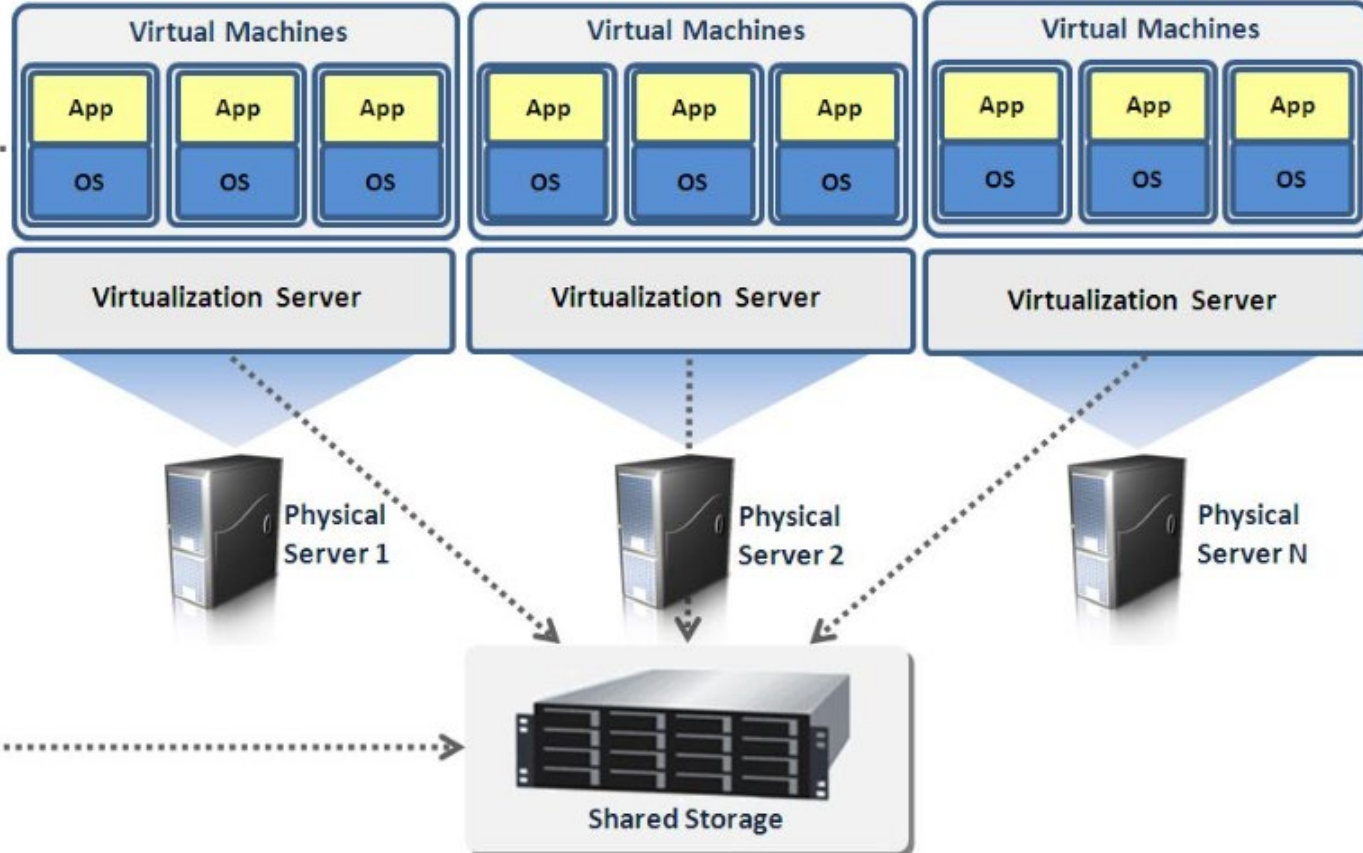 Virtual Machines
Virtual Machines
Virtual Machines
App App App
App App App
App App App
OS OS OS
OS OS OS
OS OS OS
Virtualization Server
Virtualization Server
Virtualization Server
Physical
Server 1
Physical
Server 2
Physical
Server N
Shared Storage